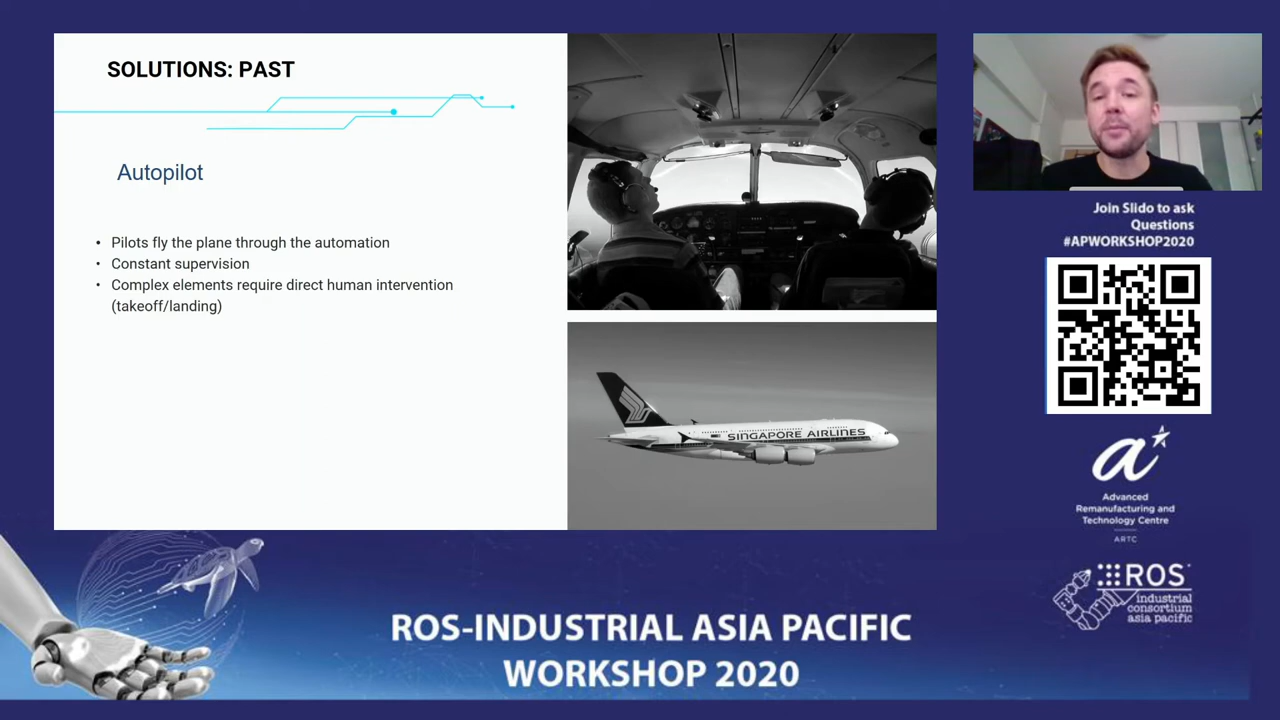 SOLUTIONS: PAST
Autopilot
• Pilots fly the plane through the automation
• Constant supervision
• Complex elements require direct human intervention
(takeoff/landing)
SINGAPORE AIRLINES
Join Slido to ask
Questions
#APWORKSHOP2020
a
Advanced
Remanufacturing and
Technology Centre
ARTC
ROS
industrial
consortium
asia pacific
ROS-INDUSTRIAL ASIA PACIFIC
WORKSHOP 2020